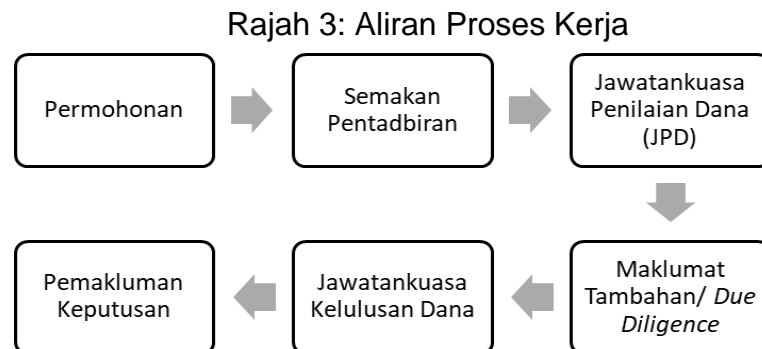 Rajah 3: Aliran Proses Kerja
Permohonan
Semakan
Pentadbiran
Jawatankuasa
Penilaian Dana
(JPD)
Maklumat
Tambahan/ Due
Diligence
Jawatankuasa
Kelulusan Dana
Pemakluman
Keputusan